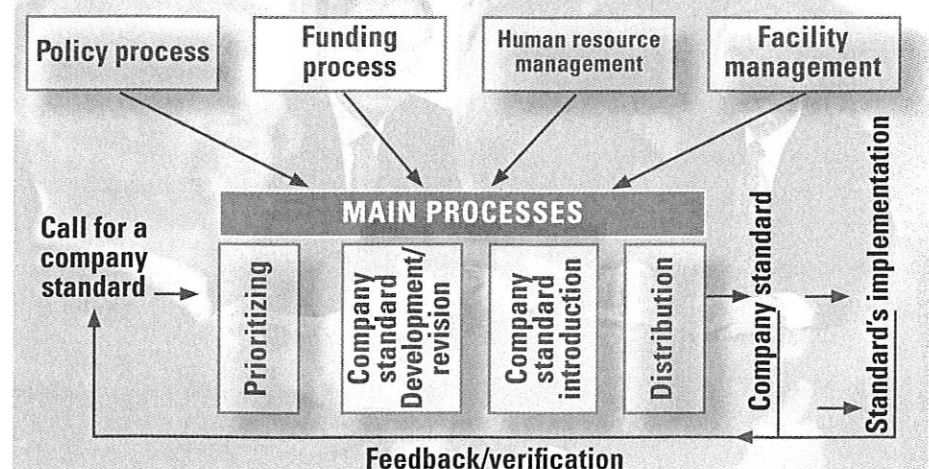 Policy process
Funding
process
Human resource
management
Facility
management
MAIN PROCESSES
Call for a
company
standard
Prioritizing
Company
standard
Development/
revision
Company
standard
introduction
Distribution
Company standard
Standard's implementation
Feedback/verification